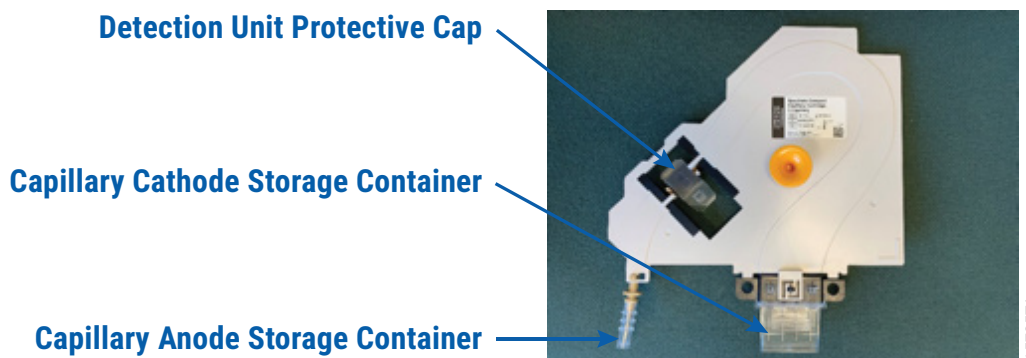 Detection Unit Protective Cap
Capillary Cathode Storage Container
Capillary Anode Storage Container